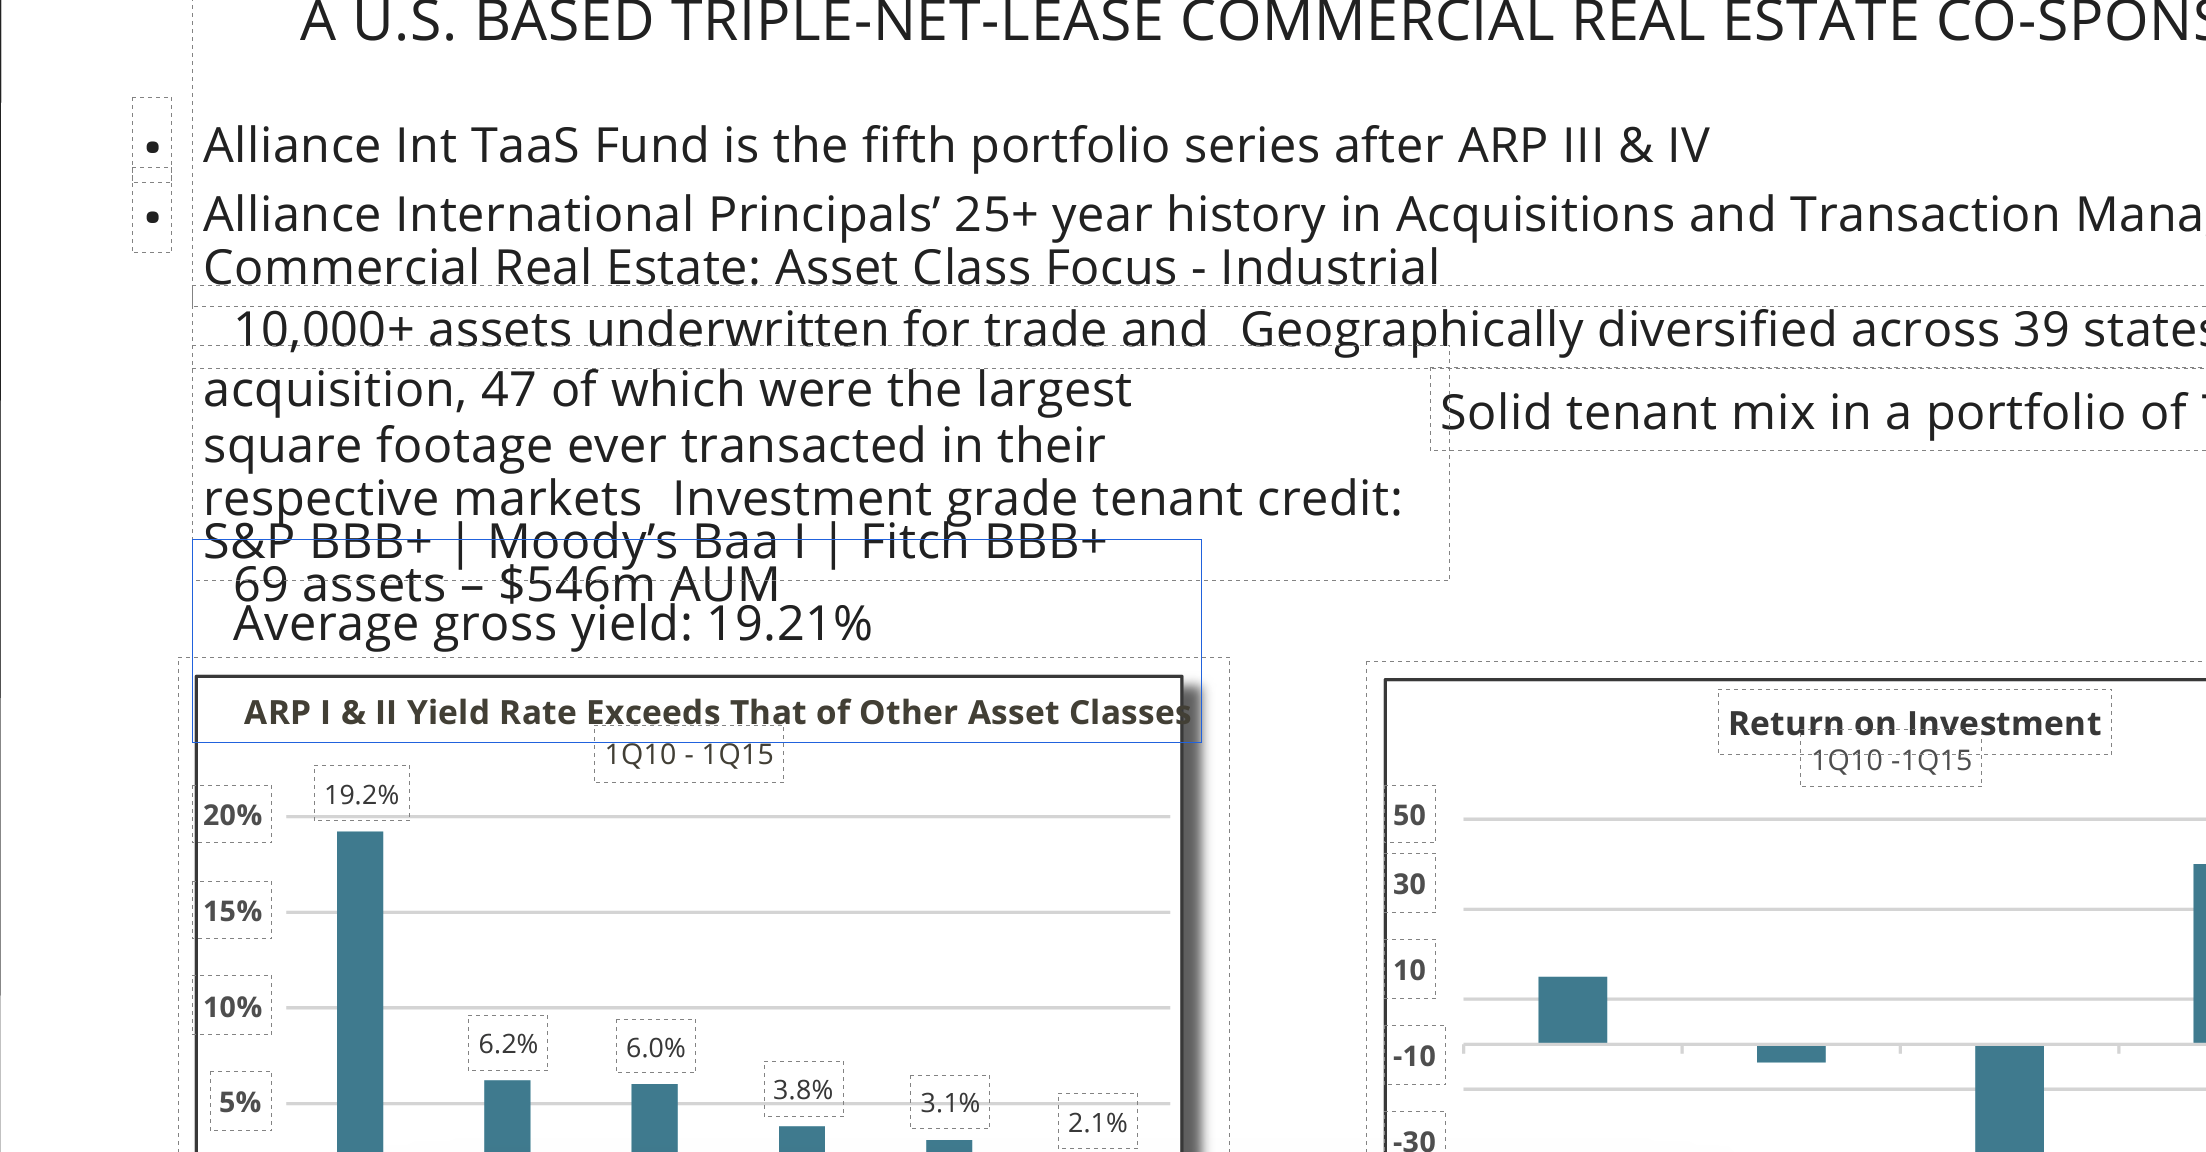 A U.S. BASED TRIPLE-NET-LEASE COMMERCIAL REAL ESTATE
• Alliance Int TaaS Fund is the fifth portfolio series after ARP III & IV
• Alliance International Principals’ 25+ year history in Acquisitions and Transaction
Commercial Real Estate: Asset Class Focus - Industrial
10,000+ assets underwritten for trade and Geographically diversified across 39 states
acquisition, 47 of which were the largest
square footage ever transacted in their
respective markets Investment grade tenant credit:
S&P BBB+ | Moody’s Baa I | Fitch BBB+
69 assets – $546m AUM
Average gross yield: 19.21%
Solid tenant mix in a portfolio of
ARP I & II Yield Rate Exceeds That of Other Asset Classes
1Q10 - 1Q15
19.2%
20%
15%
10%
6.2%
6.0%
3.8%
3.1%
2.1%
5%
Return on Investment
1Q10 -1Q15
50
30
10
-10
-30